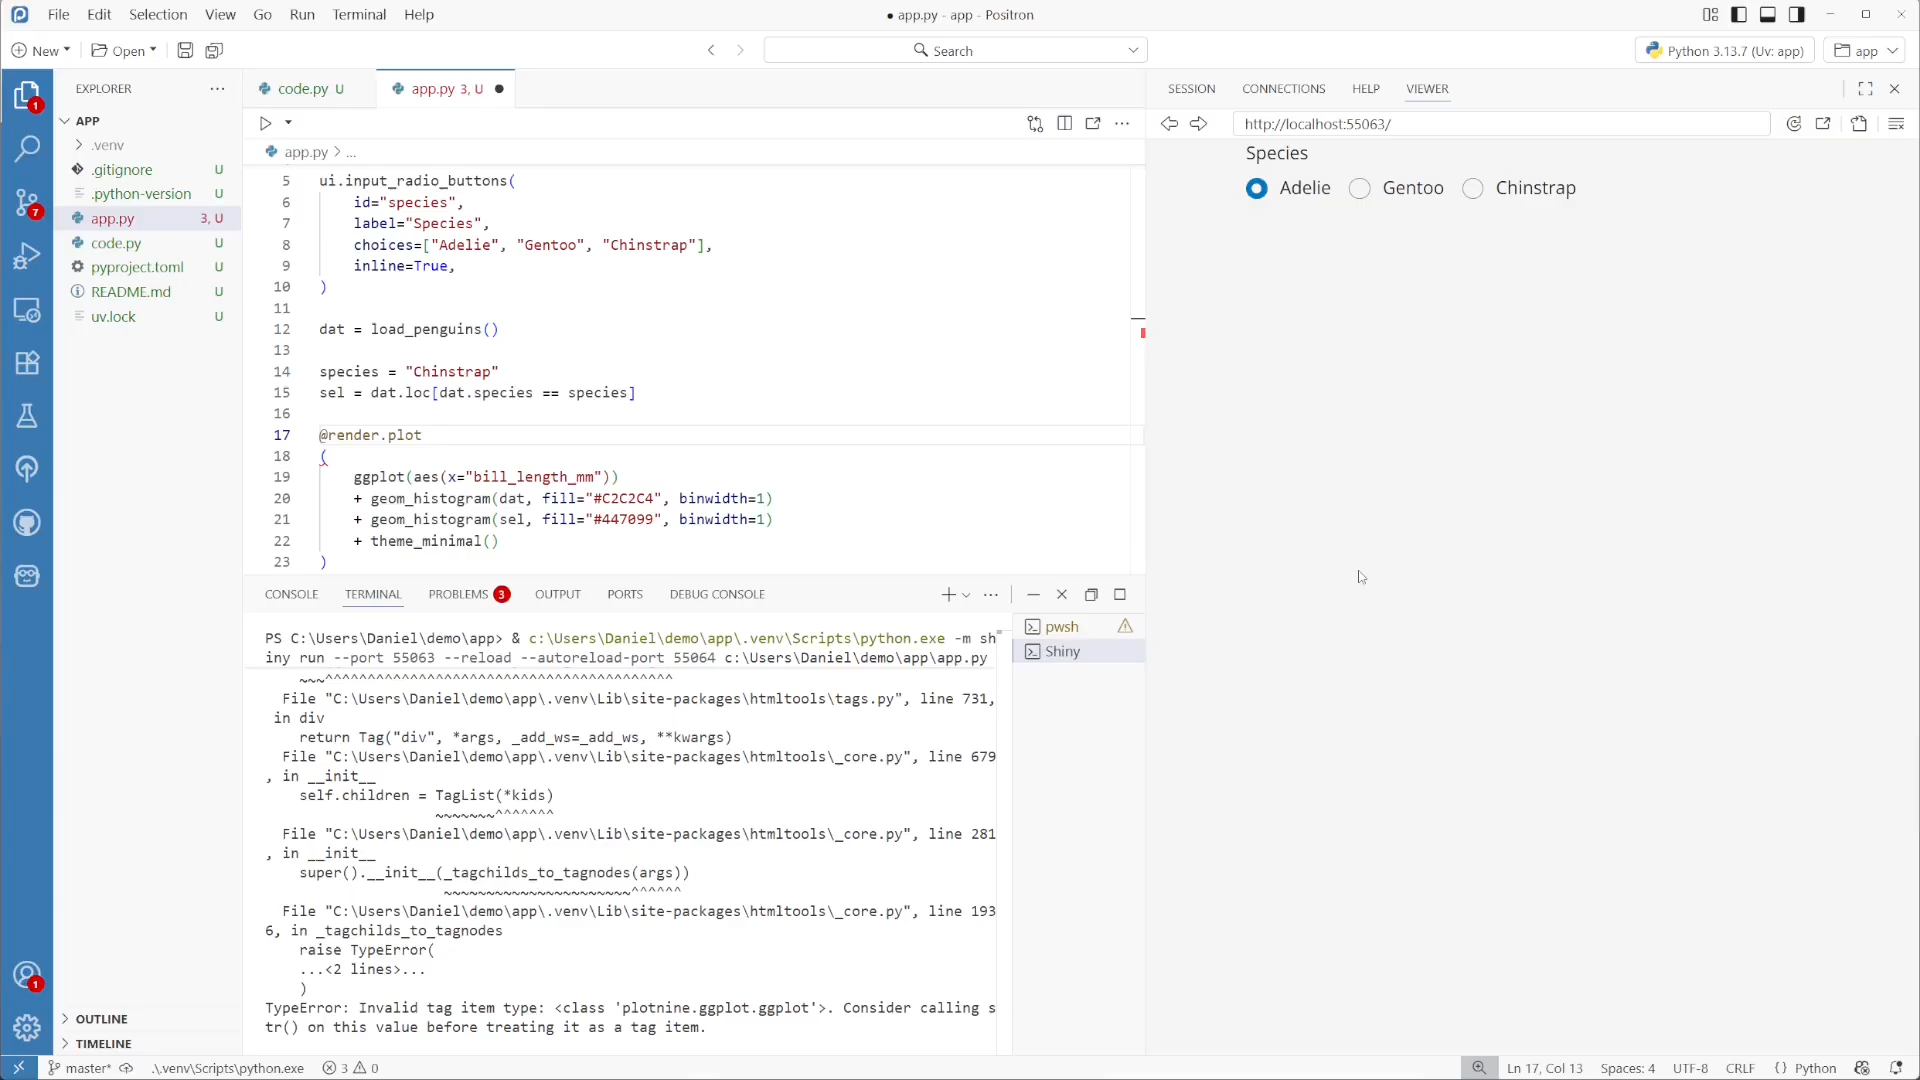 File Edit Selection View Go Run Terminal Help
● app.py - app - Positron
New Open Search Python 3.13.7 (Uv: app) app
EXPLORER
APP
.venv
.gitignore U
.python-version U
app.py 3, U
code.py U
pyproject.toml U
README.md U
uv.lock U
OUTLINE
TIMELINE
1
7
1
code.py U app.py 3, U
app.py > ...
5 ui.input_radio_buttons(
6 id="species",
7 label="Species",
8 choices=["Adelie", "Gentoo", "Chinstrap"],
9 inline=True,
10 )
11
12 dat = load_penguins()
13
14 species = "Chinstrap"
15 sel = dat.loc[dat.species == species]
16
17 @render.plot
18 (
19 ggplot(aes(x="bill_length_mm"))
20 + geom_histogram(dat, fill="#C2C2C4", binwidth=1)
21 + geom_histogram(sel, fill="#447099", binwidth=1)
22 + theme_minimal()
23 )
CONSOLE TERMINAL PROBLEMS 3 OUTPUT PORTS DEBUG CONSOLE
PS C:\Users\Daniel\demo\app> & c:\Users\Daniel\demo\app\.venv\Scripts\python.exe -m sh
iny run --port 55063 --reload --autoreload-port 55064 c:\Users\Daniel\demo\app\app.py
~~~^^^^^^^^^^^^^^^^^^^^^^^^^^^^^^^^^^^^^^^^^
File "C:\Users\Daniel\demo\app\.venv\Lib\site-packages\htmltools\tags.py", line 731,
in div
return Tag("div", *args, _add_ws=_add_ws, **kwargs)
File "C:\Users\Daniel\demo\app\.venv\Lib\site-packages\htmltools\_core.py", line 679
, in __init__
self.children = TagList(*kids)
~~~~~~~^^^^^^^
File "C:\Users\Daniel\demo\app\.venv\Lib\site-packages\htmltools\_core.py", line 281
, in __init__
super().__init__(_tagchilds_to_tagnodes(args))
~~~~~~~~~~~~~~~~~~~~~~^^^^^^
File "C:\Users\Daniel\demo\app\.venv\Lib\site-packages\htmltools\_core.py", line 193
6, in _tagchilds_to_tagnodes
raise TypeError(
...<2 lines>...
)
TypeError: Invalid tag item type: <class 'plotnine.ggplot.ggplot'>. Consider calling s
tr() on this value before treating it as a tag item.
pwsh
Shiny
SESSION CONNECTIONS HELP VIEWER
http://localhost:55063/
Species
Adelie Gentoo Chinstrap
master* .\.venv\Scripts\python.exe 3 0 Ln 17, Col 13 Spaces: 4 UTF-8 CRLF {} Python